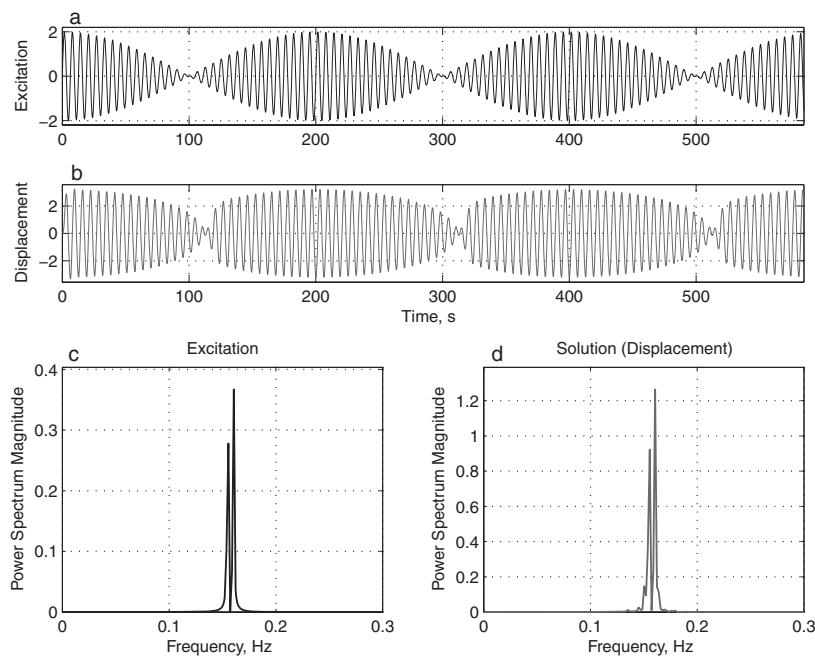 a
Excitation
2
0
−2
0 100 200 300 400 500
b
Displacement
2
0
−2
0 100 200 300 400 500
Time, s
c Excitation
Power Spectrum Magnitude
0.4
0.3
0.2
0.1
0
0 0.1 0.2 0.3
Frequency, Hz
d Solution (Displacement)
Power Spectrum Magnitude
1.2
1
0.8
0.6
0.4
0.2
0
0 0.1 0.2 0.3
Frequency, Hz